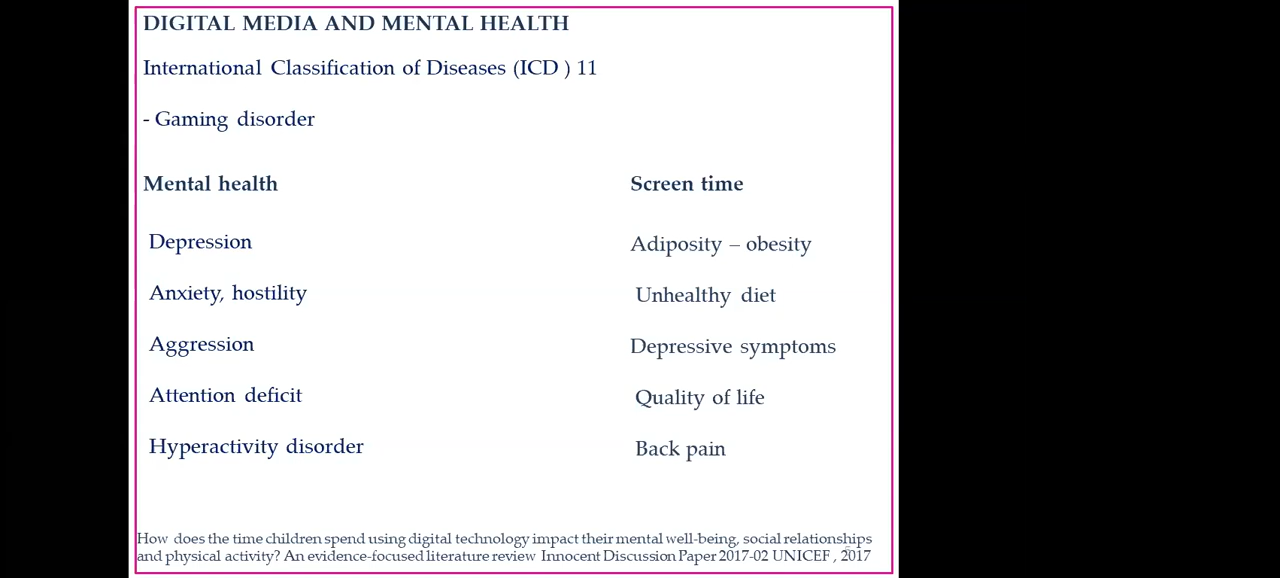 DIGITAL MEDIA AND MENTAL HEALTH
International Classification of Diseases (ICD ) 11
- Gaming disorder
Mental health
Screen time
Depression
Adiposity – obesity
Anxiety, hostility
Unhealthy diet
Aggression
Depressive symptoms
Attention deficit
Quality of life
Hyperactivity disorder
Back pain
How does the time children spend using digital technology impact their mental well-being, social relationships
and physical activity? An evidence-focused literature review Innocent Discussion Paper 2017-02 UNICEF , 2017